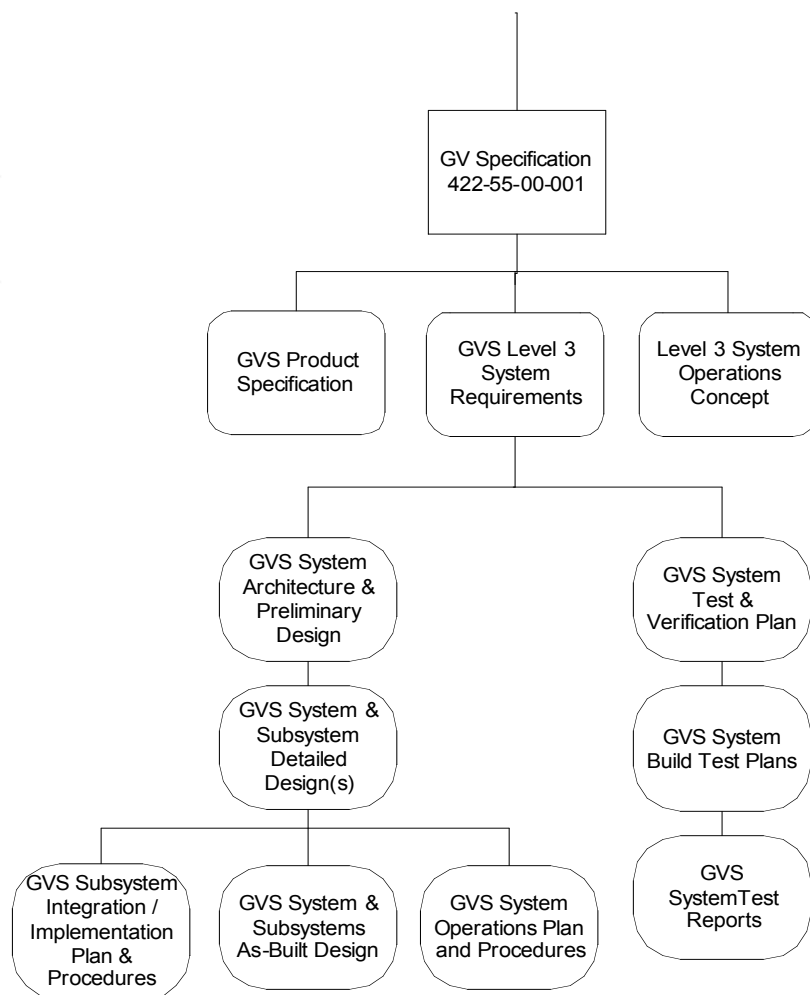 GV Specification
422-55-00-001
GVS Product
Specification
GVS Level 3
System
Requirements
Level 3 System
Operations
Concept
GVS System
Architecture &
Preliminary
Design
GVS System
Test &
Verification Plan
GVS System &
Subsystem
Detailed
Design(s)
GVS System
Build Test Plans
GVS Subsystem
Integration /
Implementation
Plan &
Procedures
GVS System &
Subsystems
As-Built Design
GVS System
Operations Plan
and Procedures
GVS
SystemTest
Reports